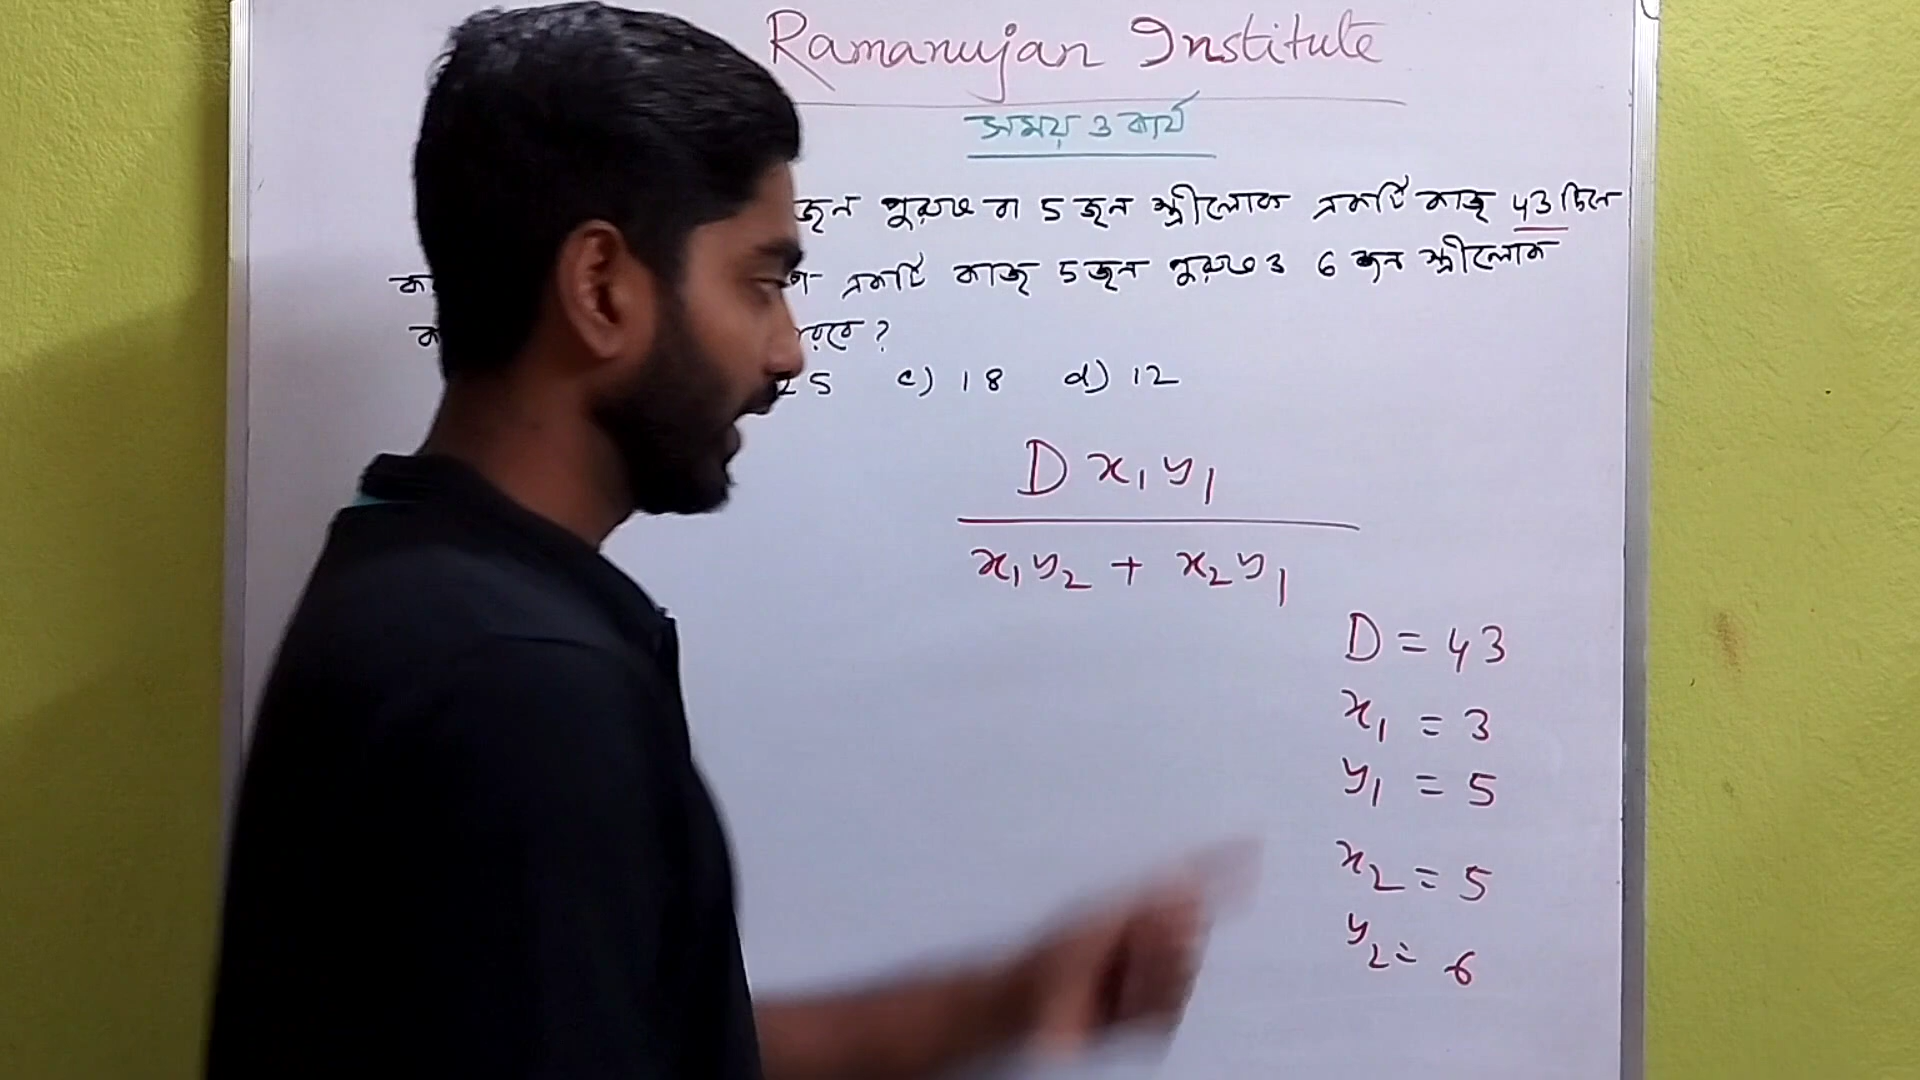 Ramanujan Institute
সময় ও কার্য
জন পুরুষ বা 5 জন স্ত্রীলোক একটি কাজ 43 দিনে
একটি কাজ 5 জন পুরুষ ও 6 জন স্ত্রীলোক
করবে ?
25 c) 18 d) 12
D x₁ y₁
x₁ y₂ + x₂ y₁
D = 43
x₁ = 3
y₁ = 5
x₂ = 5
y₂ = 6